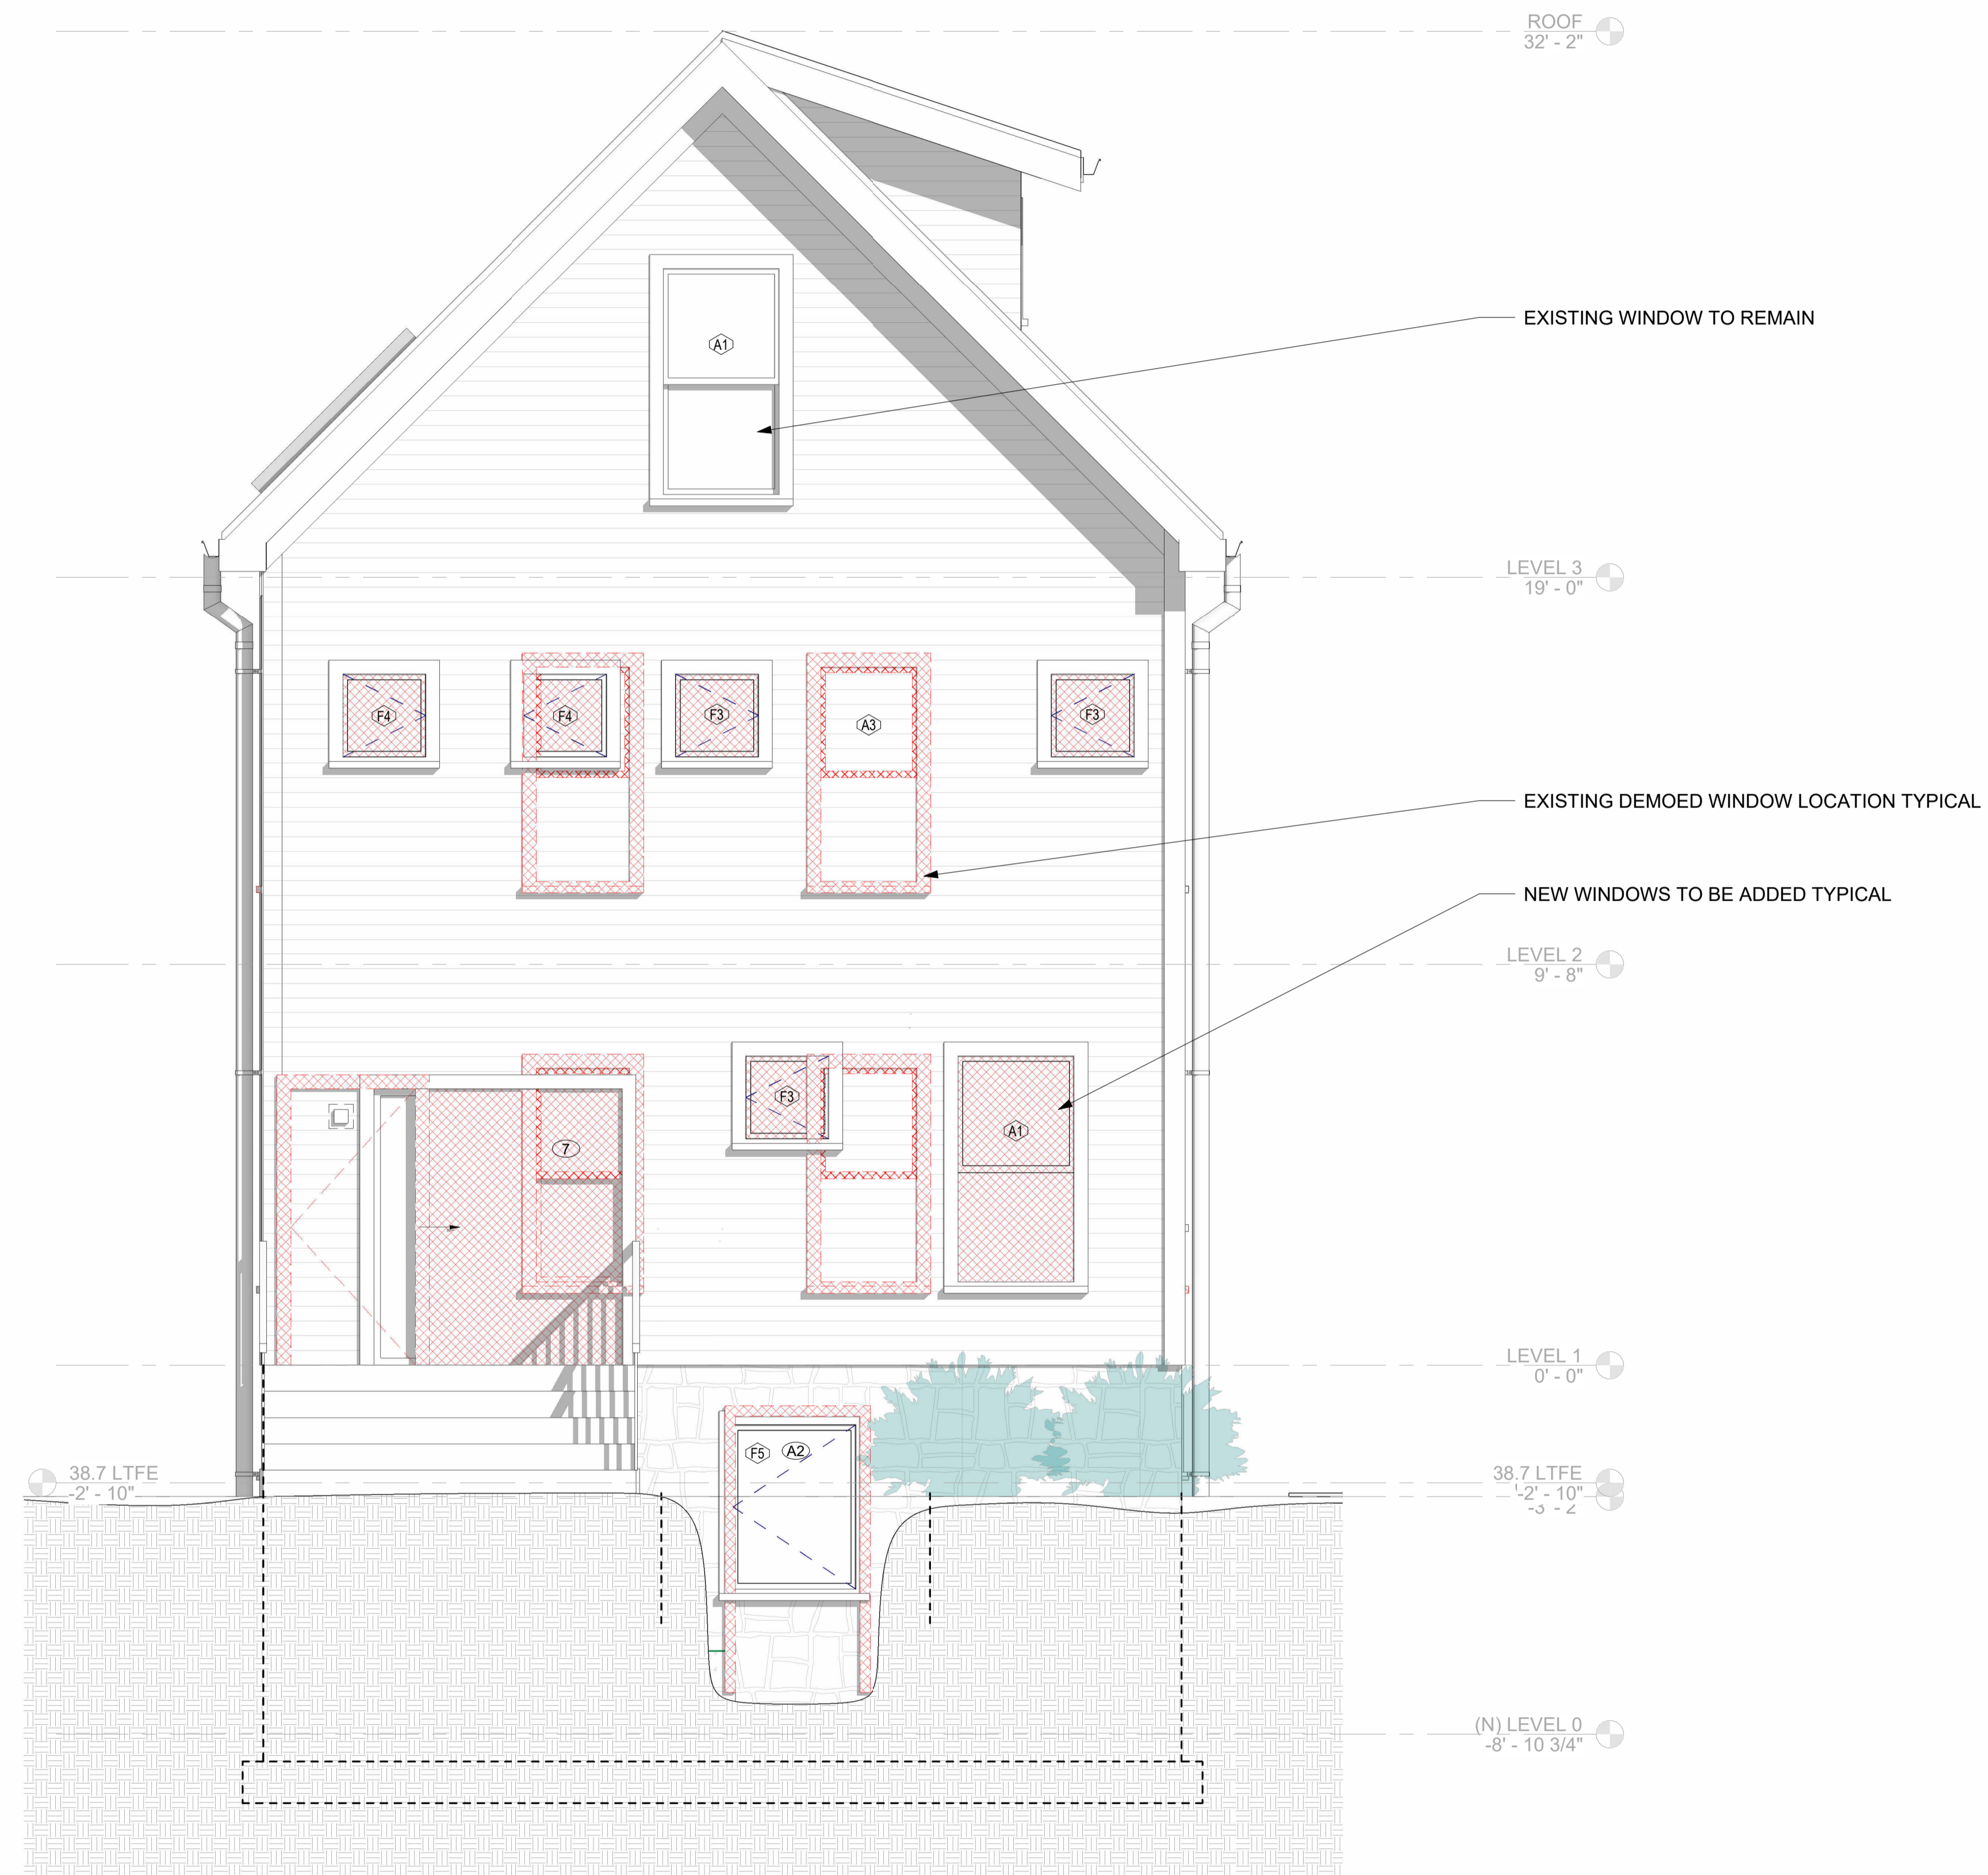 ROOF
32' - 2"
A1
EXISTING WINDOW TO REMAIN
LEVEL 3
19' - 0"
F4
F4
F3
A3
F3
EXISTING DEMOED WINDOW LOCATION TYPICAL
NEW WINDOWS TO BE ADDED TYPICAL
LEVEL 2
9' - 8"
F3
A1
7
LEVEL 1
0' - 0"
F5
A2
38.7 LTFE
-2' - 10"
38.7 LTFE
-2' - 10"
(N) LEVEL 0
-8' - 10 3/4"